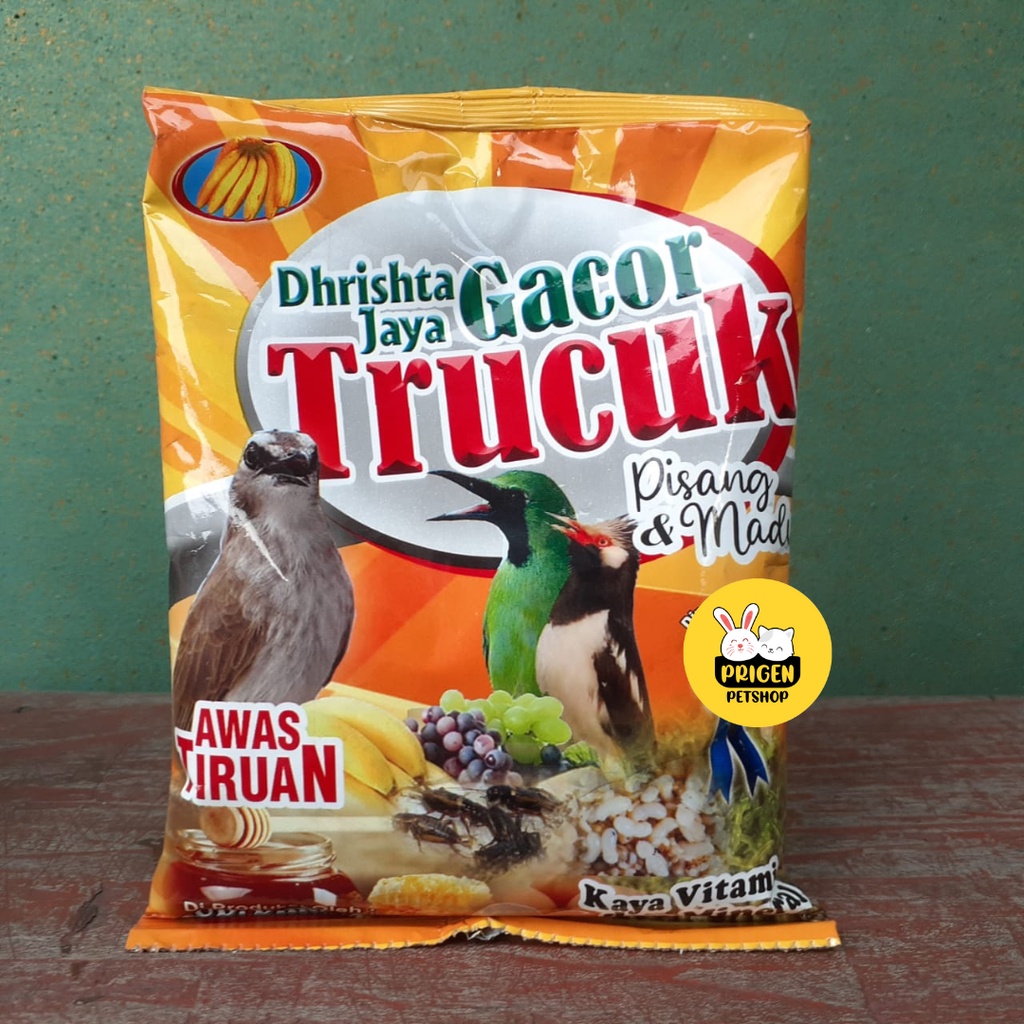 Dhrishta
Jaya
Gacor
Trucuk
Pisang
& Madu
PRIGEN
PETSHOP
AWAS
TIRUAN
Kaya Vitami